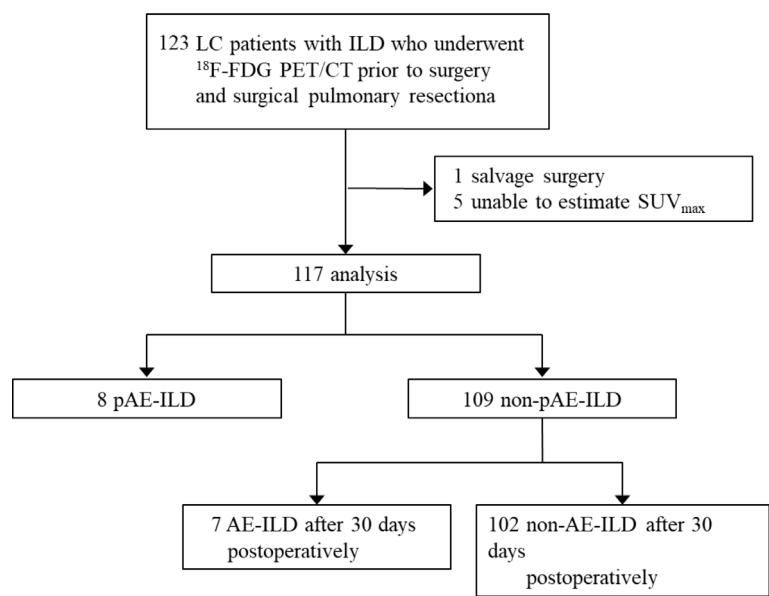 123 LC patients with ILD who underwent
¹⁸F-FDG PET/CT prior to surgery
and surgical pulmonary resectiona
1 salvage surgery
5 unable to estimate SUVₘₐₓ
117 analysis
8 pAE-ILD
109 non-pAE-ILD
7 AE-ILD after 30 days
postoperatively
102 non-AE-ILD after 30
days
postoperatively